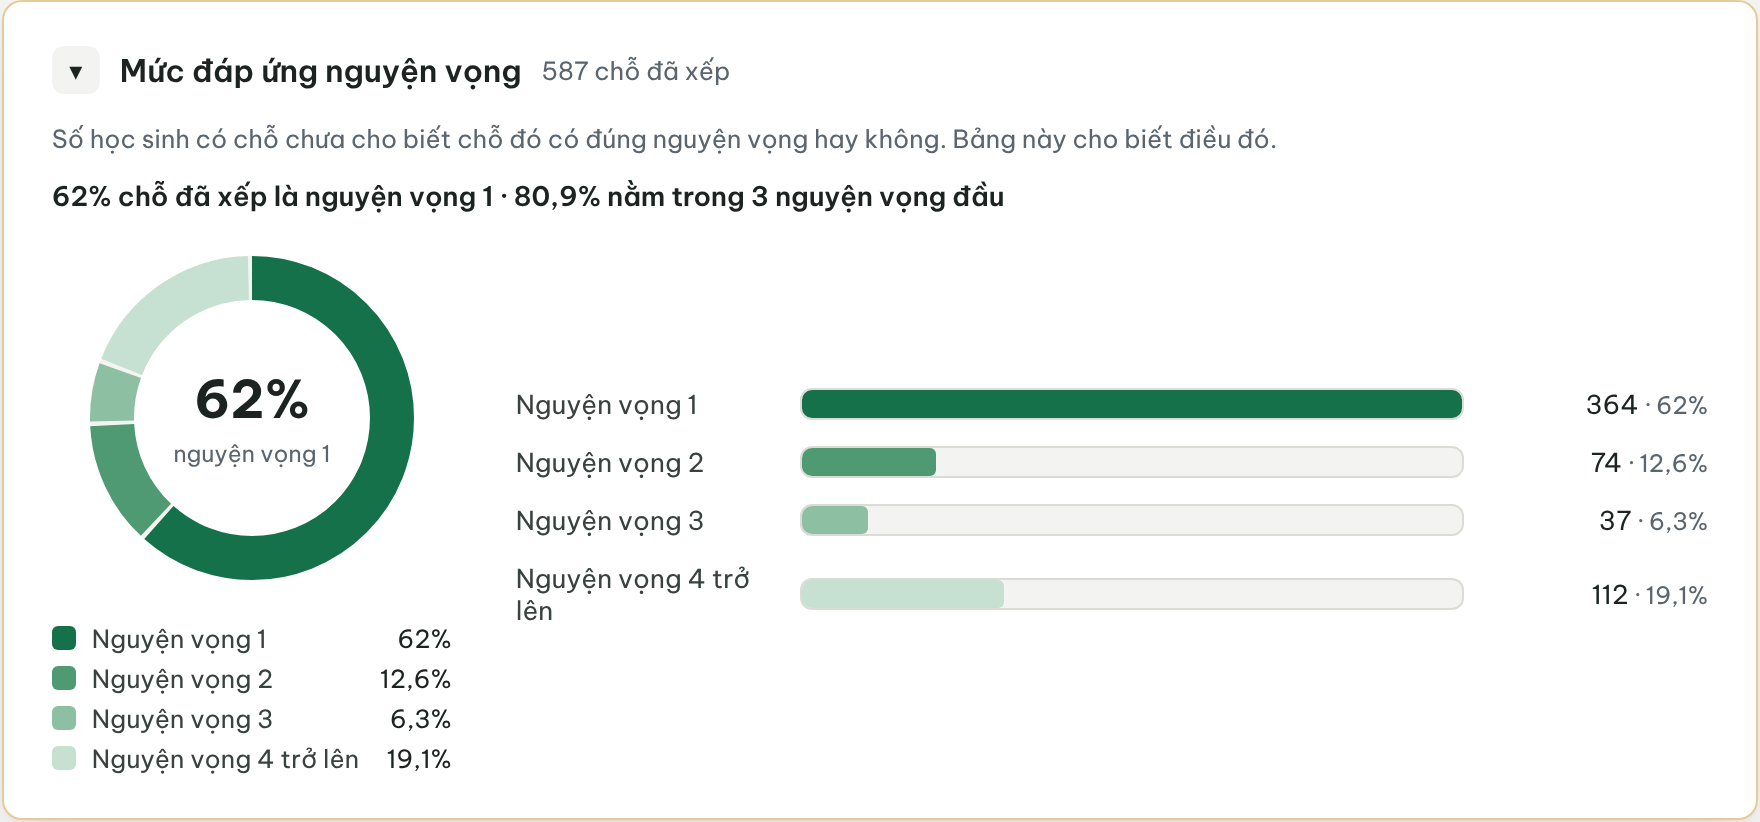 ▼ Mức đáp ứng nguyện vọng 587 chỗ đã xếp
Số học sinh có chỗ chưa cho biết chỗ đó có đúng nguyện vọng hay không. Bảng này cho biết điều đó.
62% chỗ đã xếp là nguyện vọng 1 · 80,9% nằm trong 3 nguyện vọng đầu
62%
nguyện vọng 1
Nguyện vọng 1 62%
Nguyện vọng 2 12,6%
Nguyện vọng 3 6,3%
Nguyện vọng 4 trở lên 19,1%
Nguyện vọng 1 364 · 62%
Nguyện vọng 2 74 · 12,6%
Nguyện vọng 3 37 · 6,3%
Nguyện vọng 4 trở
lên 112 · 19,1%